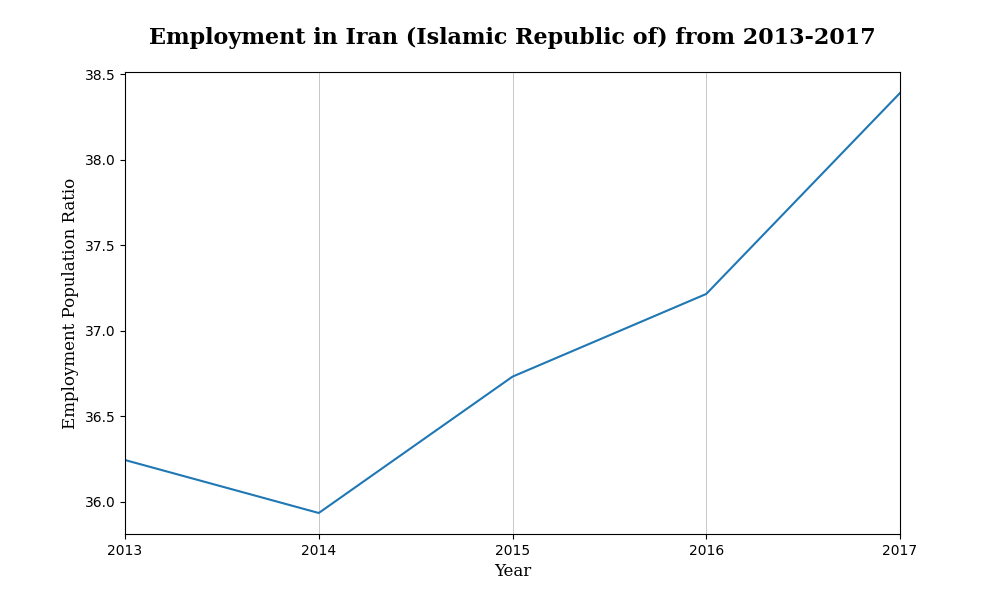 Employment in Iran (Islamic Republic of) from 2013-2017
Employment Population Ratio
38.5
38.0
37.5
37.0
36.5
36.0
2013 2014 2015 2016 2017
Year